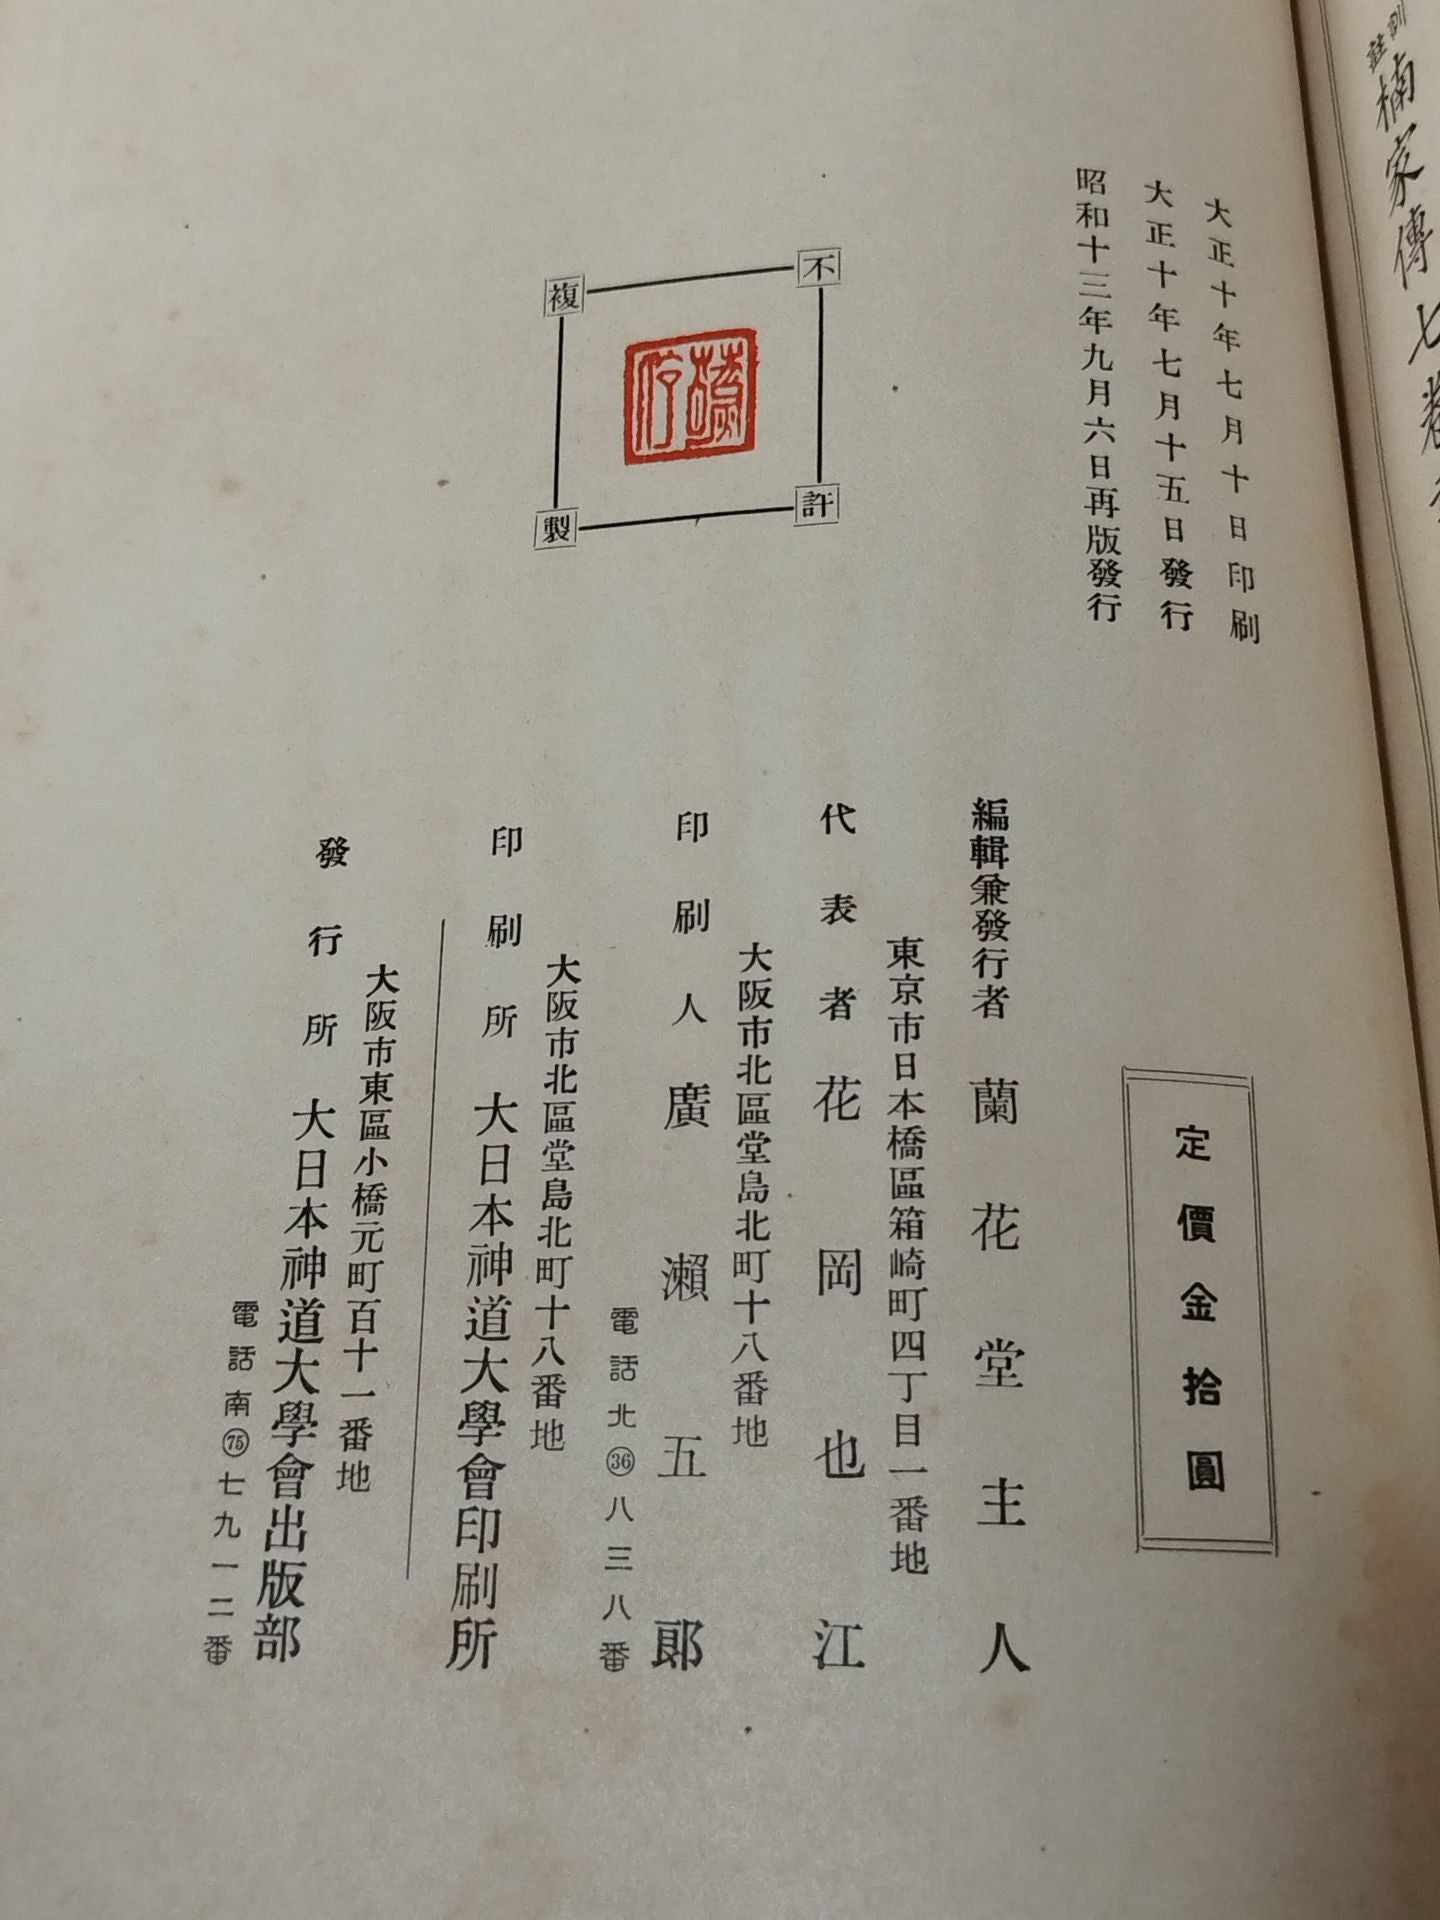 楠家傳七巻
大正十年七月十日印刷
大正十年七月十五日發行
昭和十三年九月六日再版發行
不許複製
定價金拾圓
編輯兼發行者 蘭花堂主人
東京市日本橋區箱崎町四丁目一番地
代表者 花岡也江
大阪市北區堂島北町十八番地
印刷人 廣瀬五郎
電話北㊱八三八番
大阪市北區堂島北町十八番地
印刷所 大日本神道大學會印刷所
大阪市東區小橋元町百十一番地
發行所 大日本神道大學會出版部
電話南75七九一二番